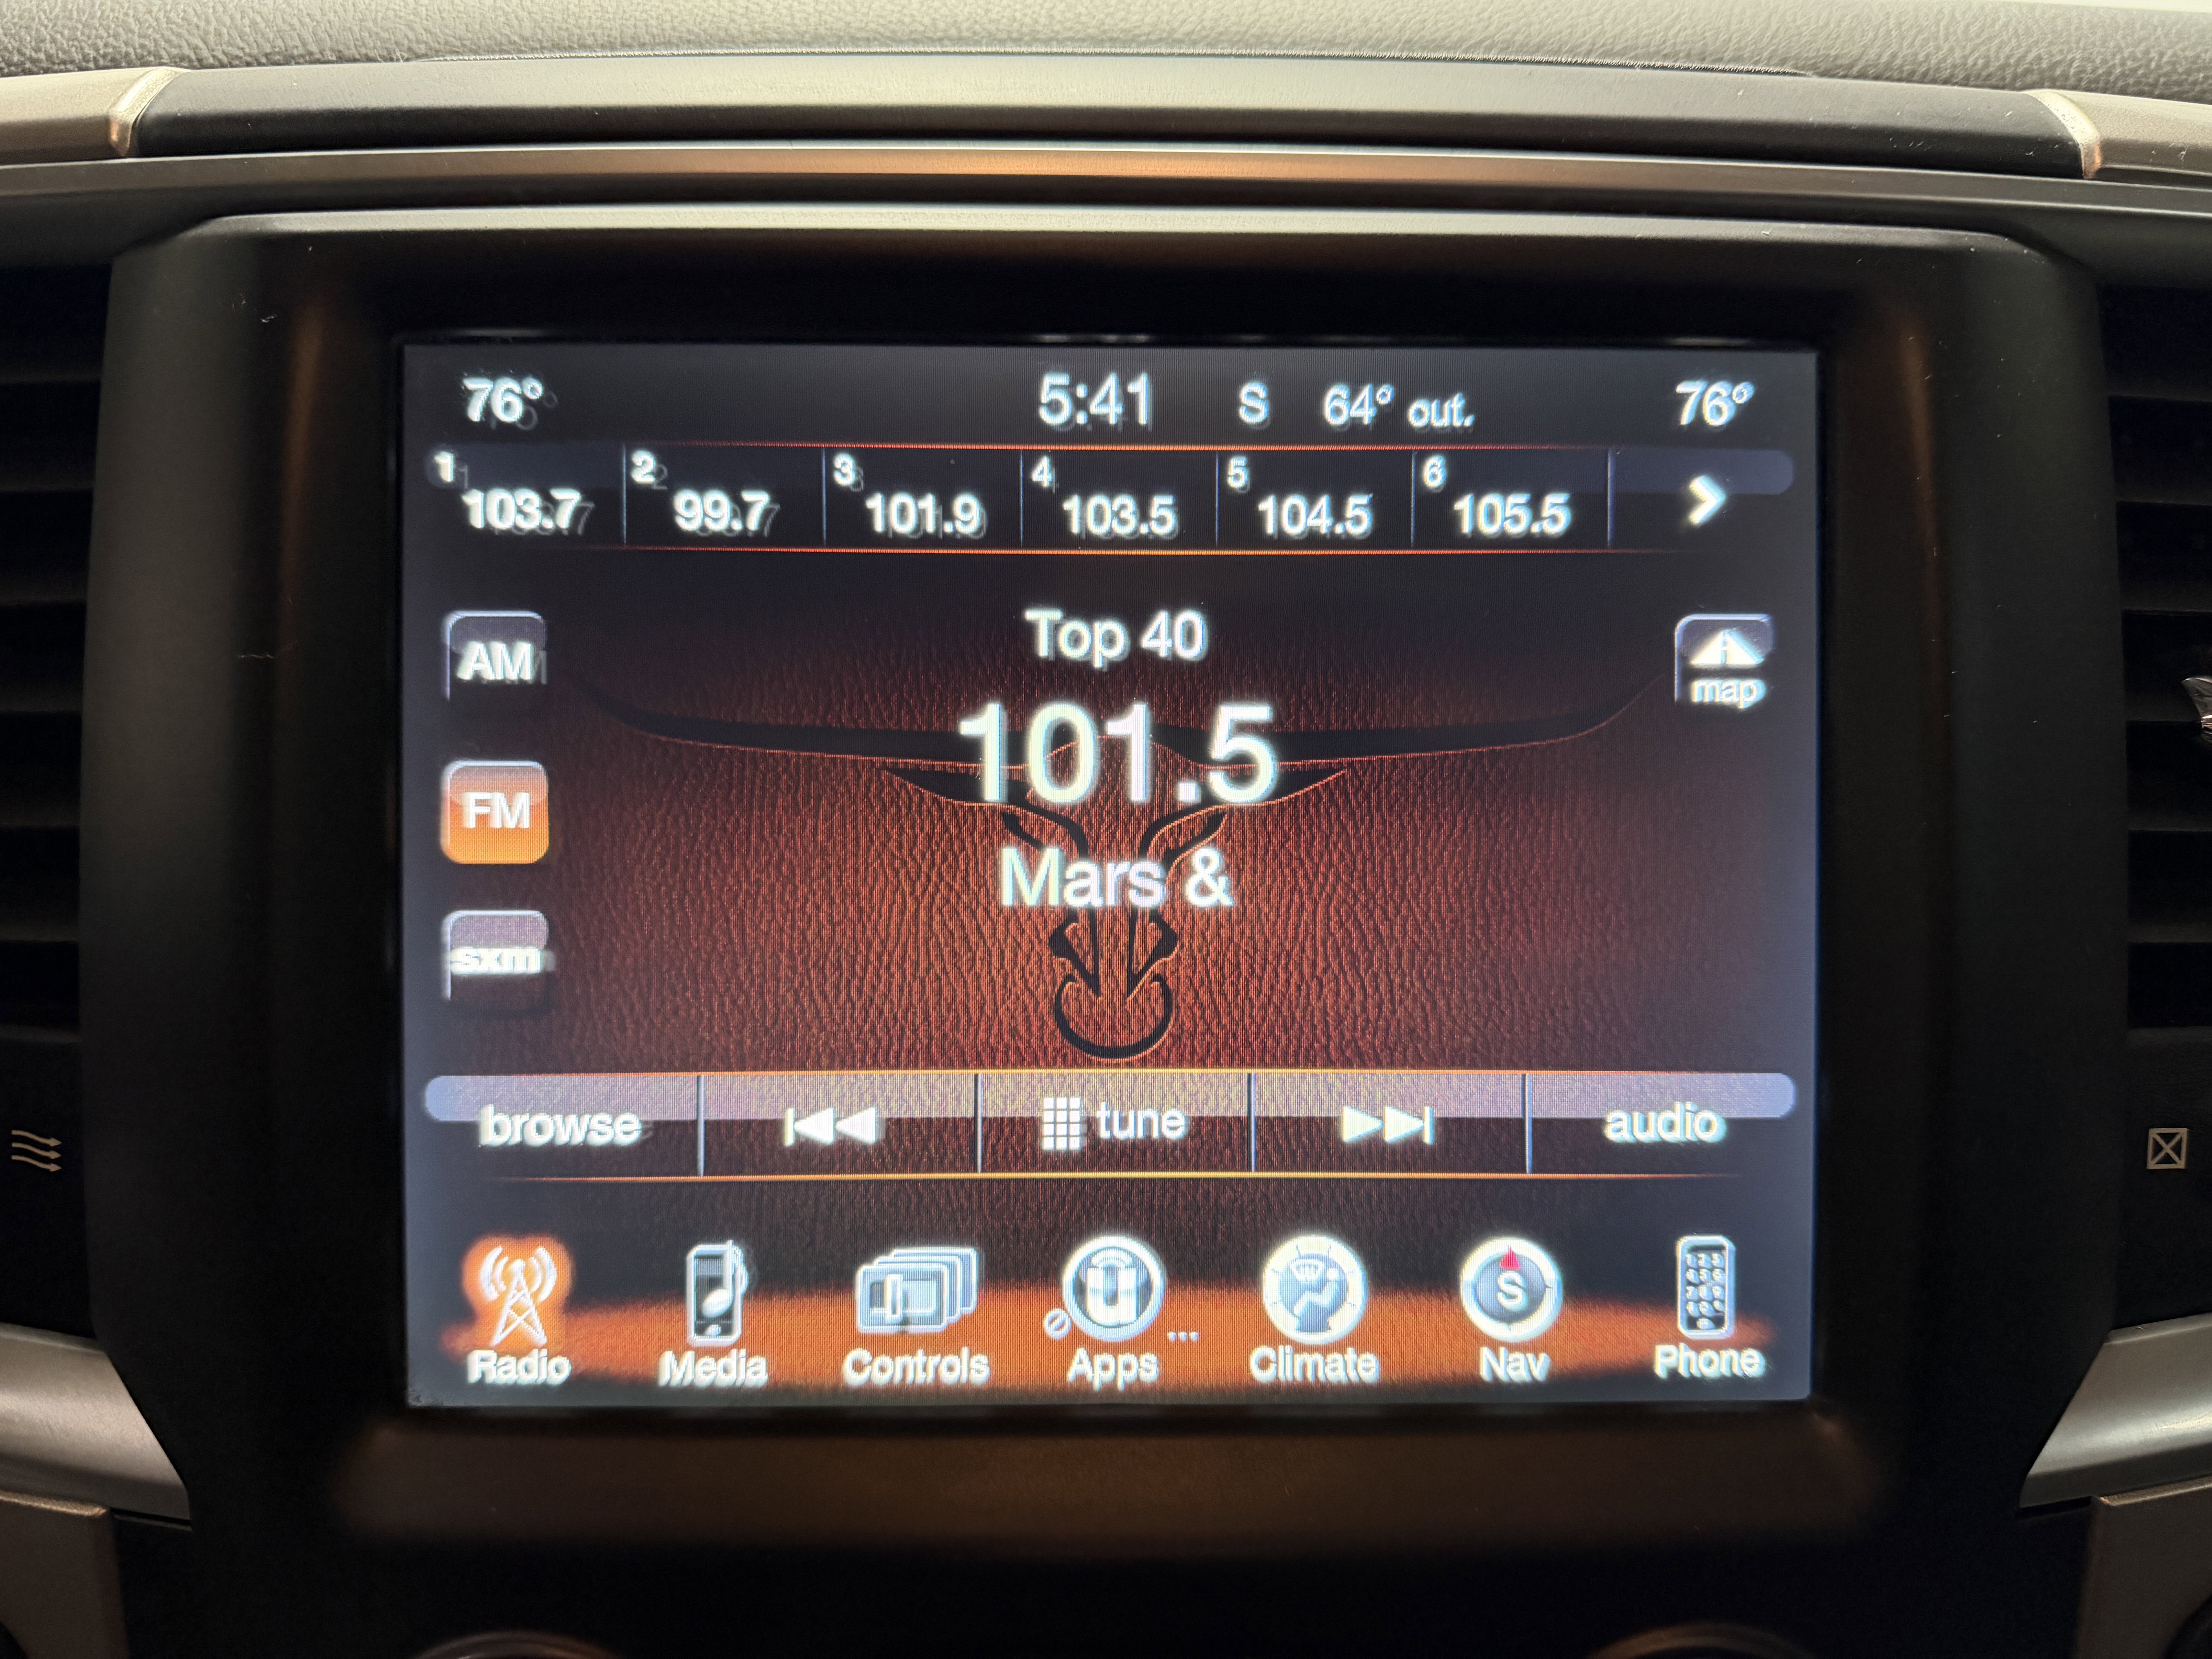 76° 5:41 S 64° out. 76°
1 103.7 2 99.7 3 101.9 4 103.5 5 104.5 6 105.5
AM Top 40 map
101.5
FM
Mars &
sxm
browse tune audio
S
Radio Media Controls Apps ... Climate Nav Phone